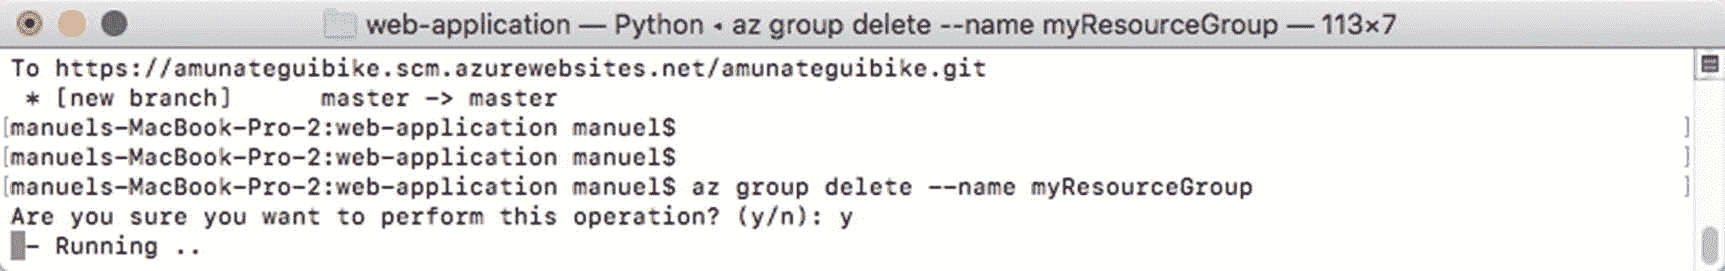 web-application — Python ◂ az group delete --name myResourceGroup — 113×7
To https://amunateguibike.scm.azurewebsites.net/amunateguibike.git
 * [new branch]      master -> master
[manuels-MacBook-Pro-2:web-application manuel$ ]
[manuels-MacBook-Pro-2:web-application manuel$ ]
[manuels-MacBook-Pro-2:web-application manuel$ az group delete --name myResourceGroup ]
Are you sure you want to perform this operation? (y/n): y
- Running ..